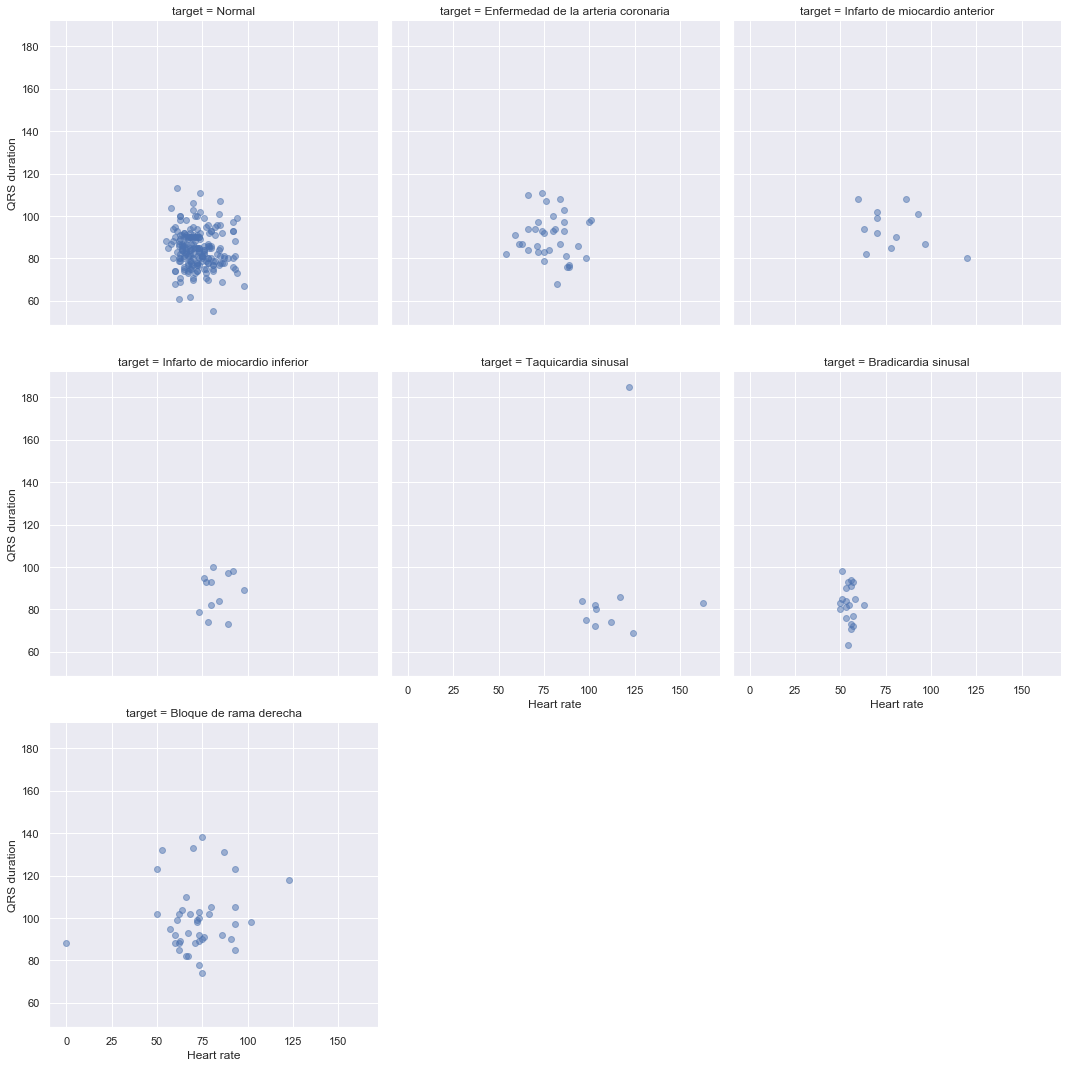 target = Normal
target = Enfermedad de la arteria coronaria
target = Infarto de miocardio anterior
180
160
140
120
100
80
60
QRS duration
target = Infarto de miocardio inferior
target = Taquicardia sinusal
target = Bradicardia sinusal
180
160
140
120
100
80
60
QRS duration
0 25 50 75 100 125 150
Heart rate
0 25 50 75 100 125 150
Heart rate
target = Bloque de rama derecha
180
160
140
120
100
80
60
QRS duration
0 25 50 75 100 125 150
Heart rate